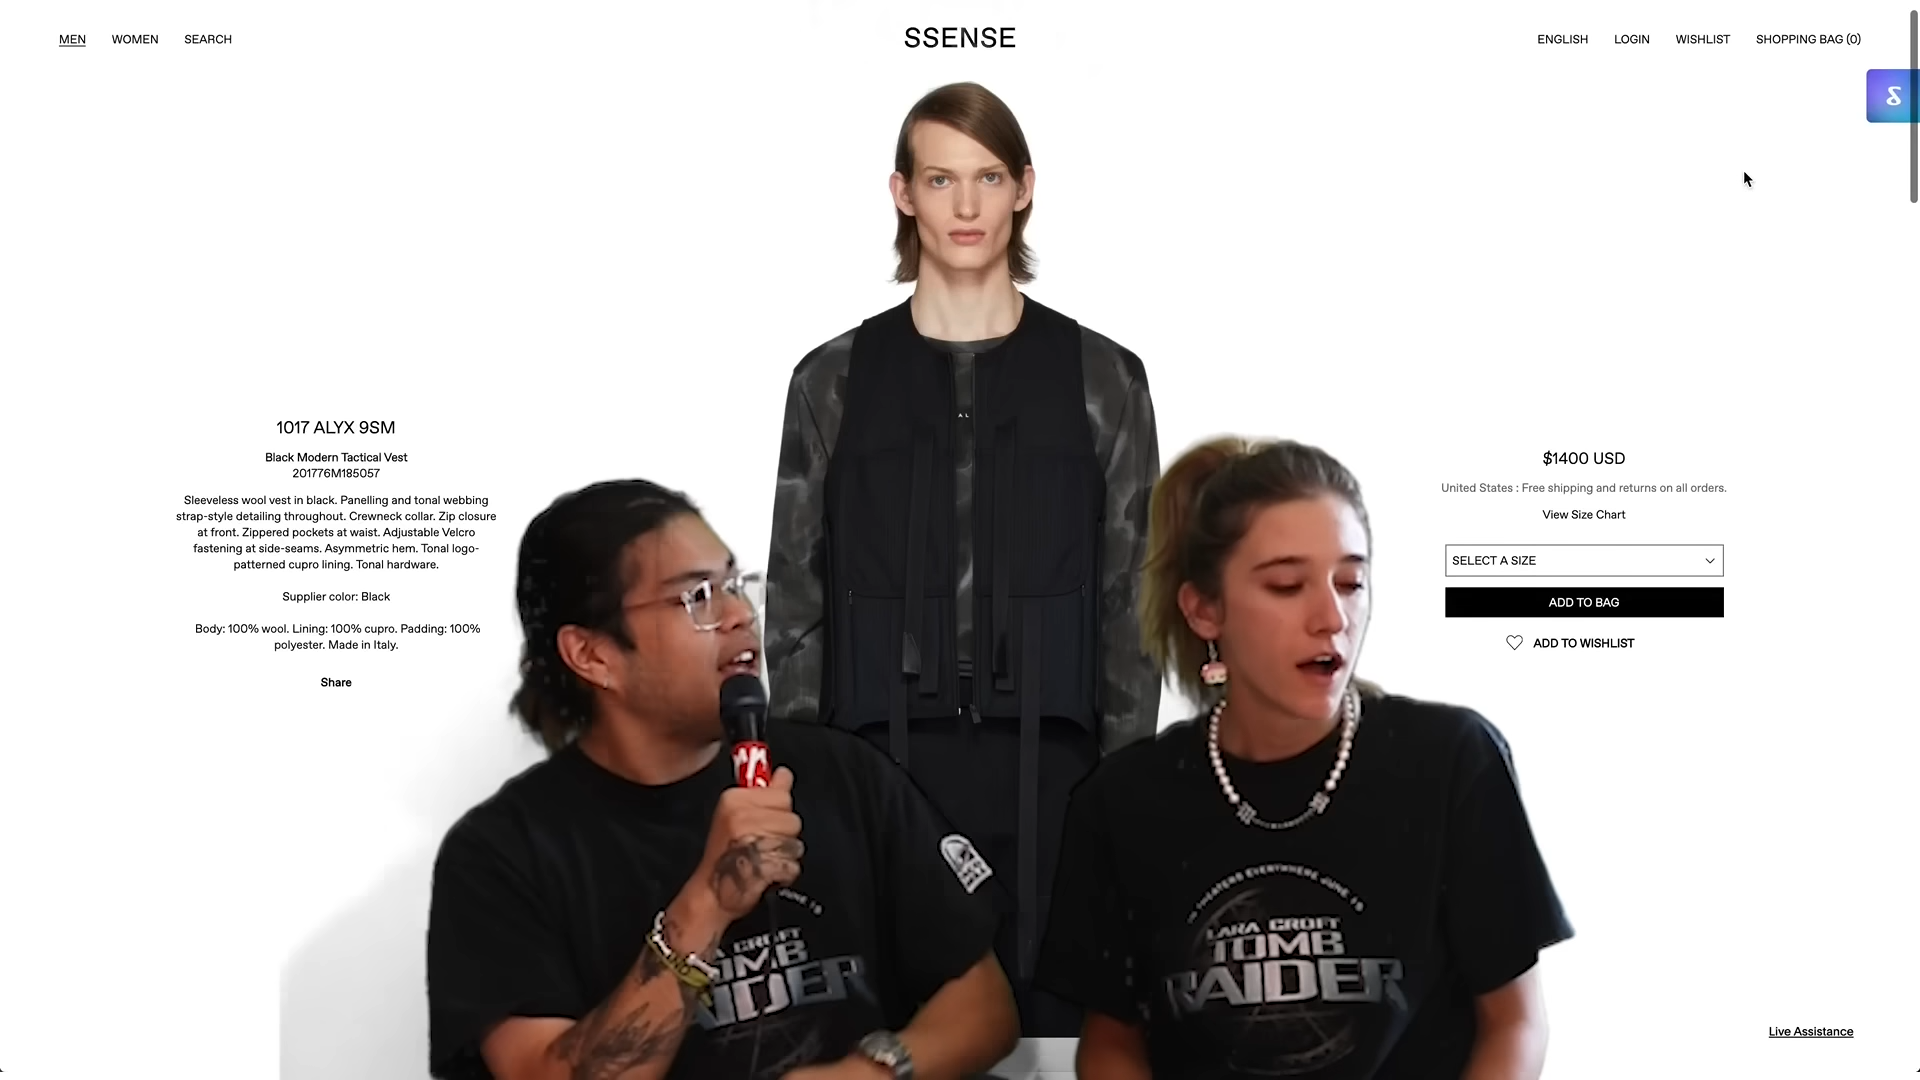 MEN
WOMEN
SEARCH
SSENSE
ENGLISH
LOGIN
WISHLIST
SHOPPING BAG (0)
1017 ALYX 9SM
Black Modern Tactical Vest
201776M185057
Sleeveless wool vest in black. Panelling and tonal webbing
strap-style detailing throughout. Crewneck collar. Zip closure
at front. Zippered pockets at waist. Adjustable Velcro
fastening at side-seams. Asymmetric hem. Tonal logo-
patterned cupro lining. Tonal hardware.
Supplier color: Black
Body: 100% wool. Lining: 100% cupro. Padding: 100%
polyester. Made in Italy.
Share
A L
$1400 USD
United States : Free shipping and returns on all orders.
View Size Chart
SELECT A SIZE
ADD TO BAG
ADD TO WISHLIST
IN THEATERS EVERYWHERE JUNE 15
LARA CROFT
TOMB
RAIDER
Live Assistance